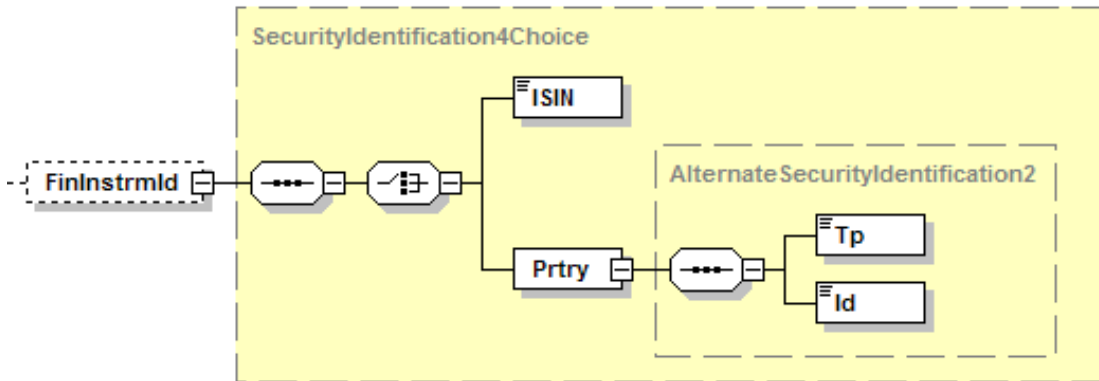 SecurityIdentification4Choice
ISIN
FinInstrmId
AlternateSecurityIdentification2
Tp
Prtry
Id